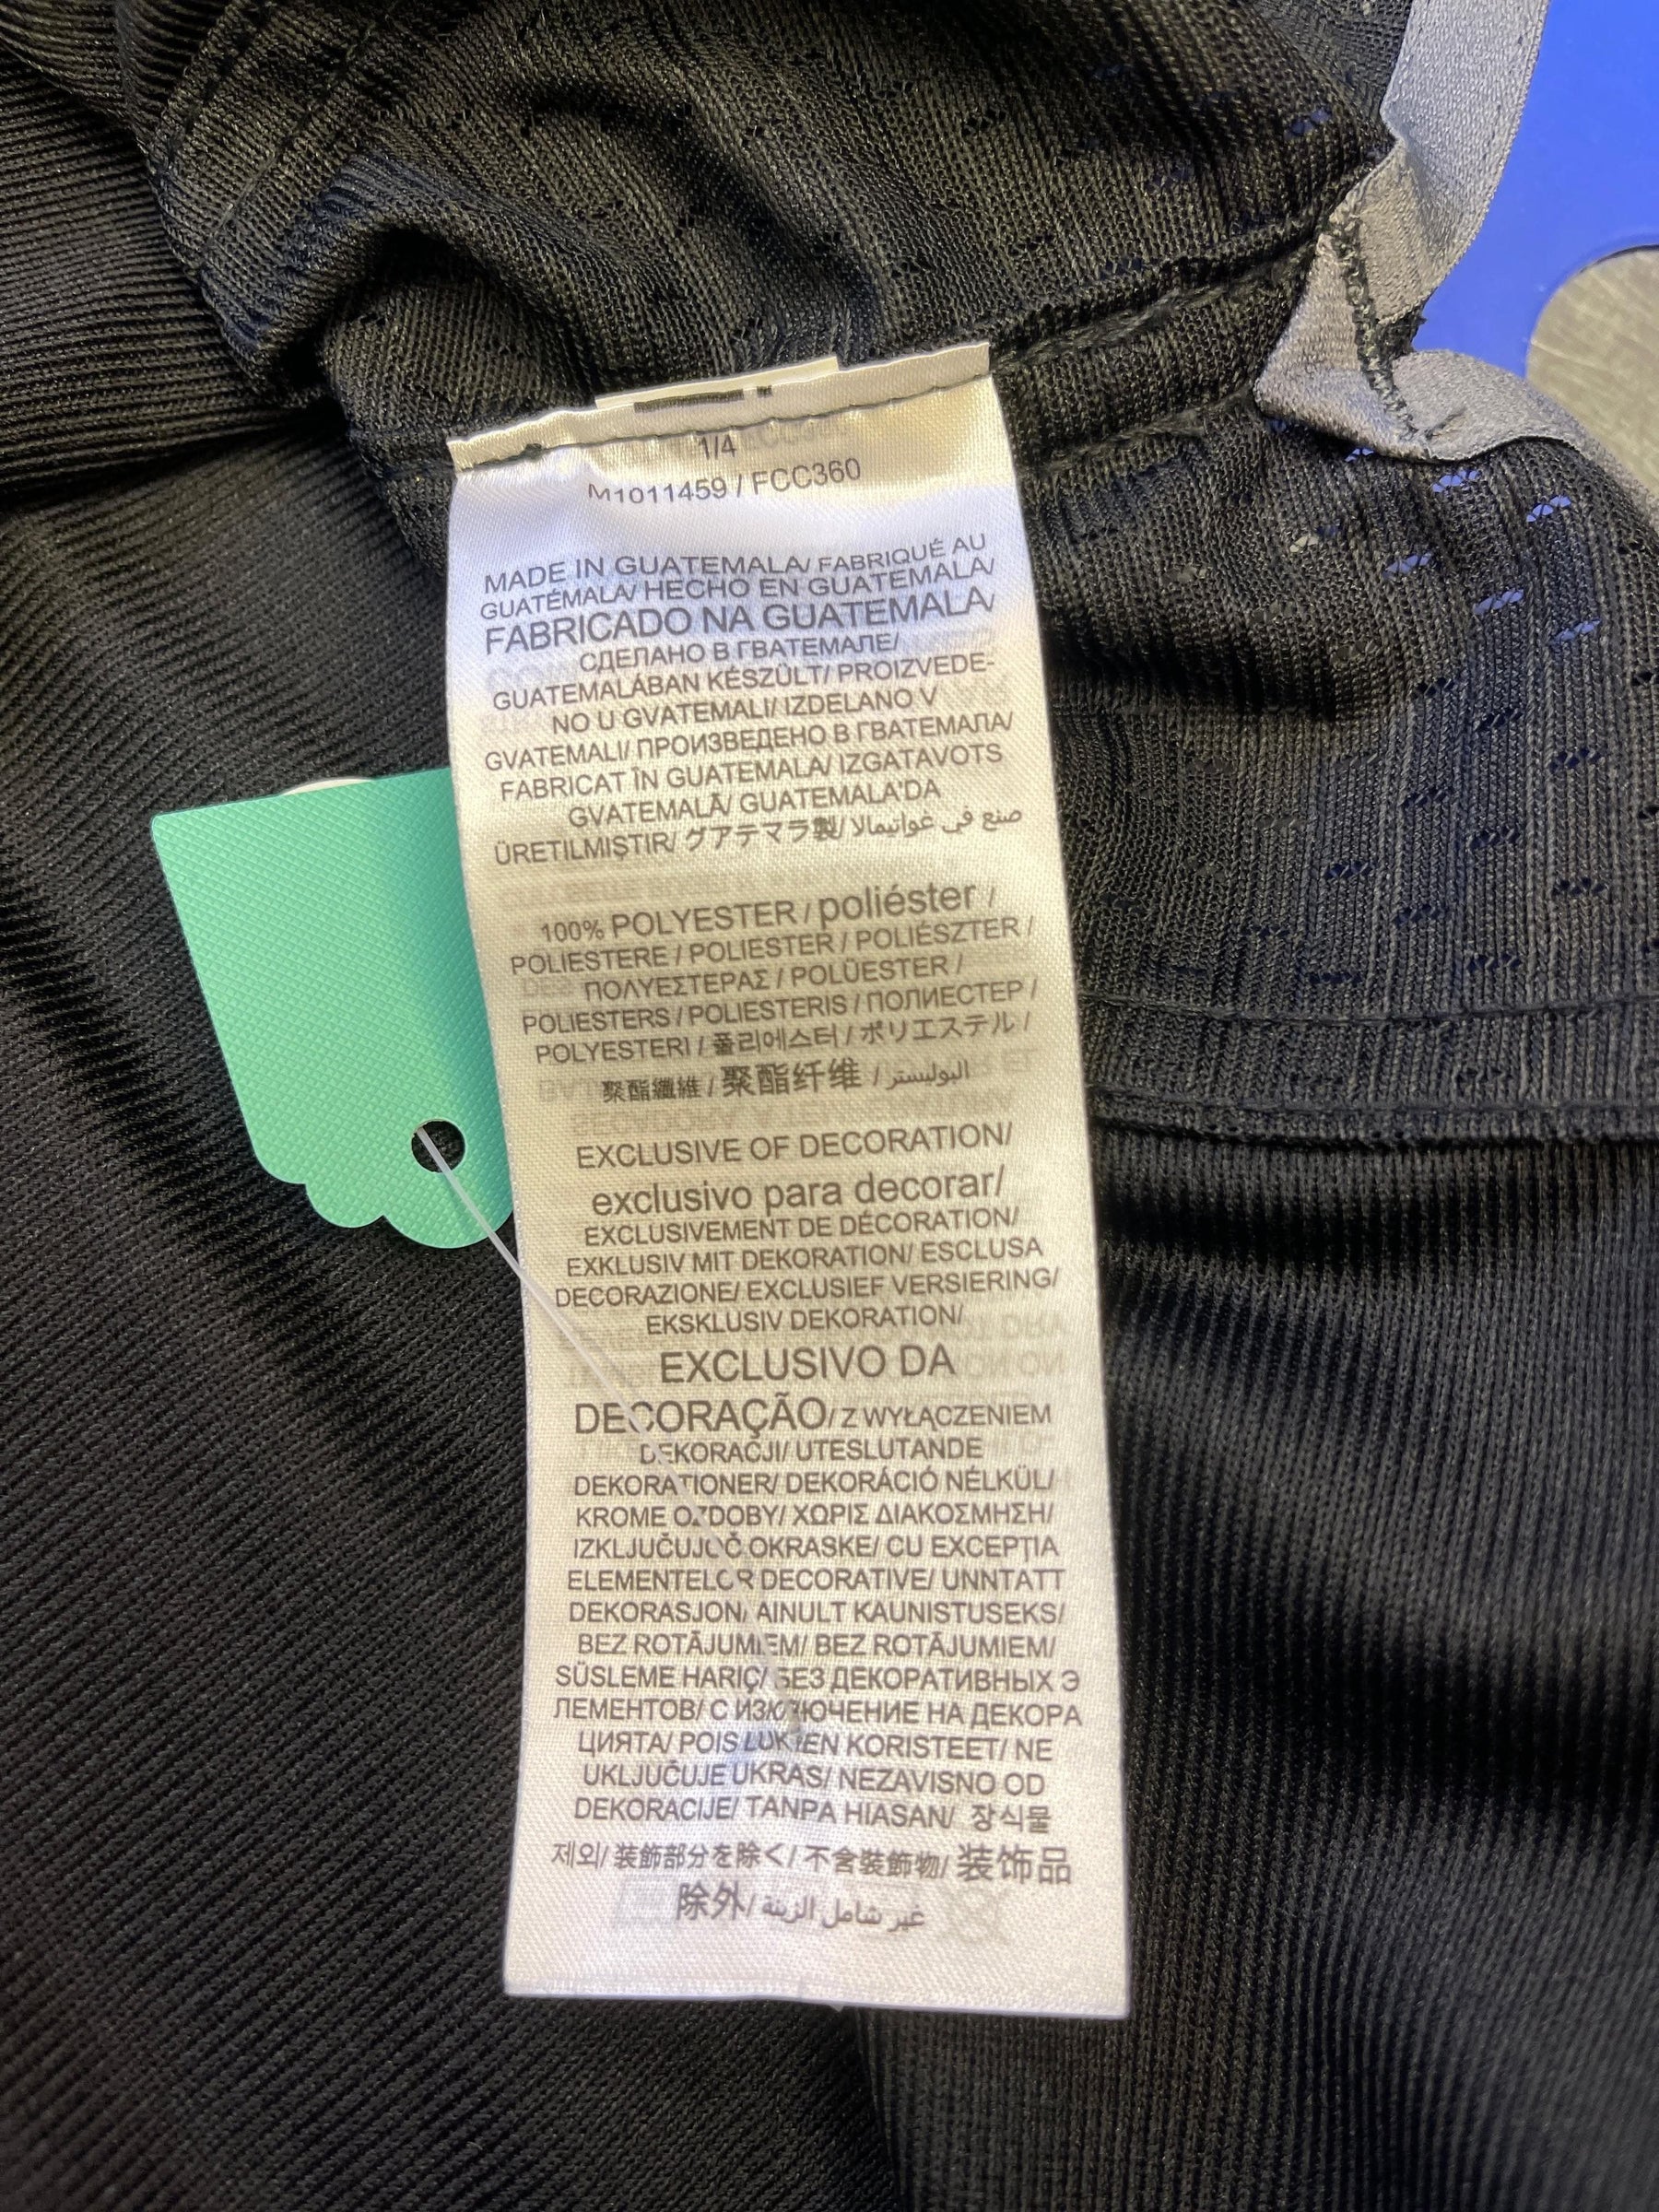 1/4
M1011459 / FCC360
MADE IN GUATEMALA/ FABRIQUÉ AU
GUATÉMALA/ HECHO EN GUATEMALA/
FABRICADO NA GUATEMALA/
СДЕЛАНО В ГВАТЕМАЛЕ/
GUATEMALÁBAN KÉSZÜLT/ PROIZVEDE-
NO U GVATEMALI/ IZDELANO V
GVATEMALI/ ПРОИЗВЕДЕНО В ГВАТЕМАЛА/
FABRICAT ÎN GUATEMALA/ IZGATAVOTS
GVATEMALĀ/ GUATEMALA'DA
ÜRETILMIŞTIR/ グアテマラ製/ صنع في غواتيمالا
100% POLYESTER / poliéster /
POLIESTERE / POLIESTER / POLIÉSZTER /
ΠΟΛΥΕΣΤΕΡΑΣ / POLÜESTER /
POLIESTERS / POLIESTERIS / ПОЛИЕСТЕР /
POLYESTERI / 폴리에스터 / ポリエステル /
聚酯纖維 / 聚酯纤维 / البوليستر
EXCLUSIVE OF DECORATION/
exclusivo para decorar/
EXCLUSIVEMENT DE DÉCORATION/
EXKLUSIV MIT DEKORATION/ ESCLUSA
DECORAZIONE/ EXCLUSIEF VERSIERING/
EKSKLUSIV DEKORATION/
EXCLUSIVO DA
DECORAÇÃO/ Z WYŁĄCZENIEM
DEKORACJI/ UTESLUTANDE
DEKORATIONER/ DEKORÁCIÓ NÉLKÜL/
KROME OZDOBY/ ΧΩΡΙΣ ΔΙΑΚΟΣΜΗΣΗ/
IZKLJUČUJOČ OKRASKE/ CU EXCEPȚIA
ELEMENTELOR DECORATIVE/ UNNTATT
DEKORASJON/ AINULT KAUNISTUSEKS/
BEZ ROTĀJUMIEM/ BEZ ROTĀJUMIEM/
SÜSLEME HARIÇ/ БЕЗ ДЕКОРАТИВНЫХ Э
ЛЕМЕНТОВ/ С ИЗКЛЮЧЕНИЕ НА ДЕКОРА
ЦИЯТА/ POIS LUKIEN KORISTEET/ NE
UKLJUČUJE UKRAS/ NEZAVISNO OD
DEKORACIJE/ TANPA HIASAN/ 장식물
제외/ 装飾部分を除く/ 不含裝飾物/ 装饰品
除外/ غير شامل الزينة